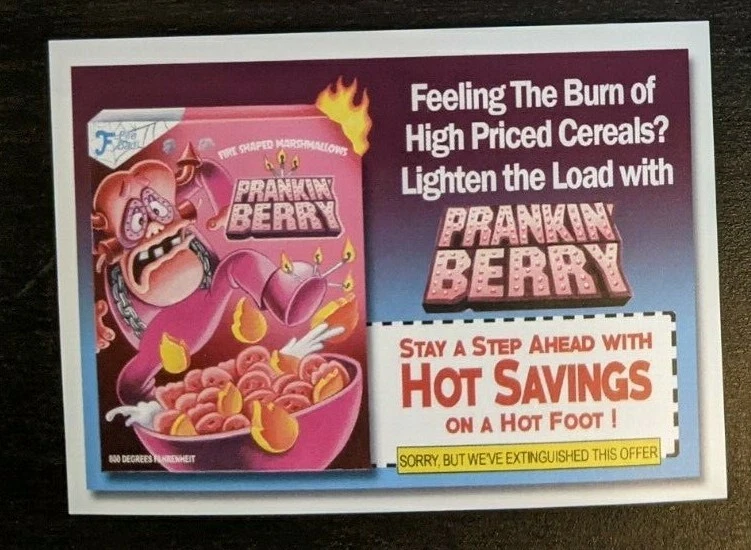 Feeling The Burn of
High Priced Cereals?
Lighten the Load with
PRANKIN'
BERRY
STAY A STEP AHEAD WITH
HOT SAVINGS
ON A HOT FOOT !
SORRY, BUT WE'VE EXTINGUISHED THIS OFFER
FIRE SHAPED MARSHMALLOWS
PRANKIN'
BERRY
800 DEGREES FAHRENHEIT